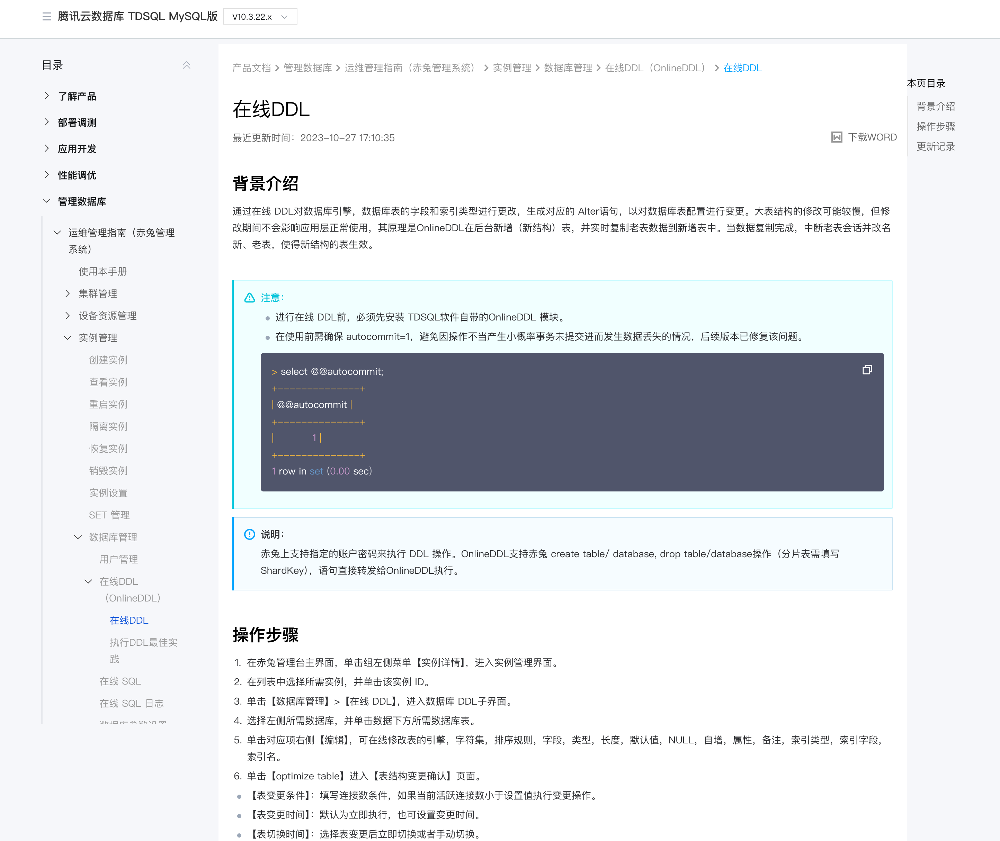 腾讯云数据库 TDSQL MySQL版
V10.3.22.x
目录
了解产品
部署调测
应用开发
性能调优
管理数据库
运维管理指南（赤兔管理
系统）
使用本手册
集群管理
设备资源管理
实例管理
创建实例
查看实例
重启实例
隔离实例
恢复实例
销毁实例
实例设置
SET 管理
数据库管理
用户管理
在线DDL
（OnlineDDL）
在线DDL
执行DDL最佳实
践
在线 SQL
在线 SQL 日志
数据库参数设置
产品文档 > 管理数据库 > 运维管理指南（赤兔管理系统） > 实例管理 > 数据库管理 > 在线DDL（OnlineDDL） > 在线DDL
在线DDL
最近更新时间：2023-10-27 17:10:35
下载WORD
背景介绍
通过在线 DDL对数据库引擎，数据库表的字段和索引类型进行更改，生成对应的 Alter语句，以对数据库表配置进行变更。大表结构的修改可能较慢，但修
改期间不会影响应用层正常使用，其原理是OnlineDDL在后台新增（新结构）表，并实时复制老表数据到新增表中。当数据复制完成，中断老表会话并改名
新、老表，使得新结构的表生效。
注意：
进行在线 DDL前，必须先安装 TDSQL软件自带的OnlineDDL 模块。
在使用前需确保 autocommit=1，避免因操作不当产生小概率事务未提交进而发生数据丢失的情况，后续版本已修复该问题。
> select @@autocommit;
+--------------+
| @@autocommit |
+--------------+
|            1 |
+--------------+
1 row in set (0.00 sec)
说明：
赤兔上支持指定的账户密码来执行 DDL 操作。OnlineDDL支持赤兔 create table/ database, drop table/database操作（分片表需填写
ShardKey），语句直接转发给OnlineDDL执行。
操作步骤
1. 在赤兔管理台主界面，单击组左侧菜单【实例详情】，进入实例管理界面。
2. 在列表中选择所需实例，并单击该实例 ID。
3. 单击【数据库管理】>【在线 DDL】，进入数据库 DDL子界面。
4. 选择左侧所需数据库，并单击数据下方所需数据库表。
5. 单击对应项右侧【编辑】，可在线修改表的引擎，字符集，排序规则，字段，类型，长度，默认值，NULL，自增，属性，备注，索引类型，索引字段，
索引名。
6. 单击【optimize table】进入【表结构变更确认】页面。
【表变更条件】：填写连接数条件，如果当前活跃连接数小于设置值执行变更操作。
【表变更时间】：默认为立即执行，也可设置变更时间。
【表切换时间】：选择表变更后立即切换或者手动切换。
本页目录
背景介绍
操作步骤
更新记录